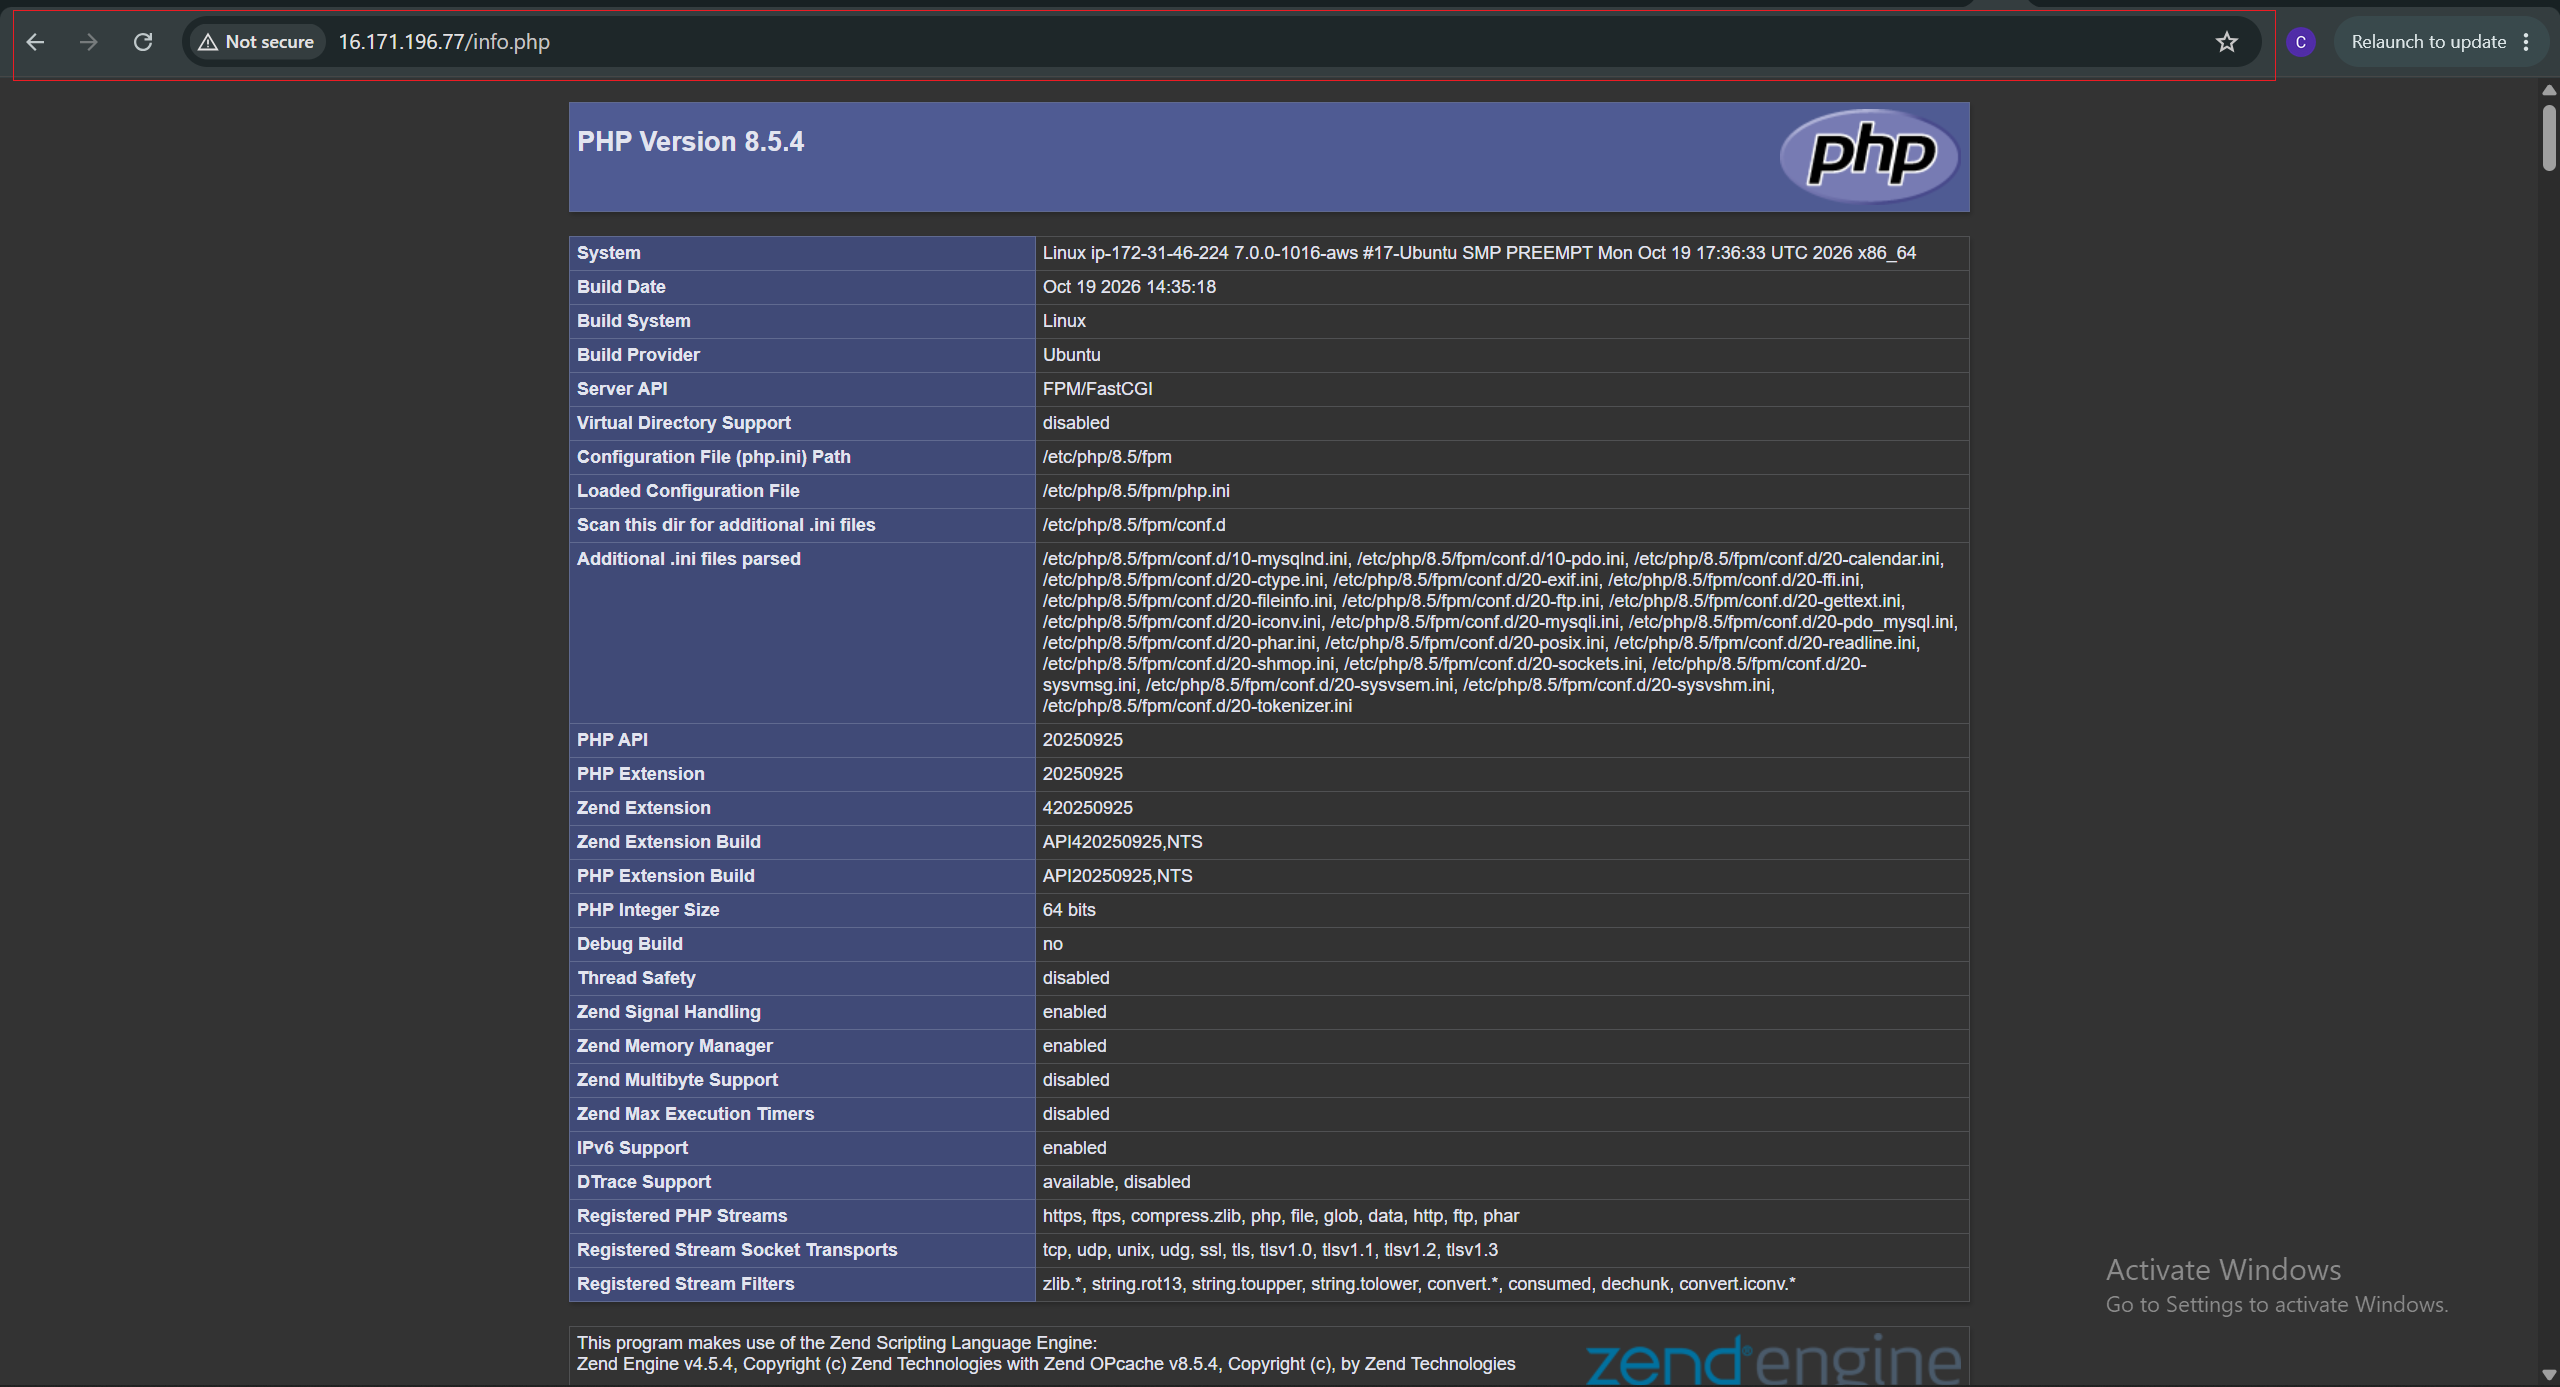 Not secure 16.171.196.77/info.php C Relaunch to update
PHP Version 8.5.4 php
System Linux ip-172-31-46-224 7.0.0-1016-aws #17-Ubuntu SMP PREEMPT Mon Oct 19 17:36:33 UTC 2026 x86_64
Build Date Oct 19 2026 14:35:18
Build System Linux
Build Provider Ubuntu
Server API FPM/FastCGI
Virtual Directory Support disabled
Configuration File (php.ini) Path /etc/php/8.5/fpm
Loaded Configuration File /etc/php/8.5/fpm/php.ini
Scan this dir for additional .ini files /etc/php/8.5/fpm/conf.d
Additional .ini files parsed /etc/php/8.5/fpm/conf.d/10-mysqlnd.ini, /etc/php/8.5/fpm/conf.d/10-pdo.ini, /etc/php/8.5/fpm/conf.d/20-calendar.ini,
/etc/php/8.5/fpm/conf.d/20-ctype.ini, /etc/php/8.5/fpm/conf.d/20-exif.ini, /etc/php/8.5/fpm/conf.d/20-ffi.ini,
/etc/php/8.5/fpm/conf.d/20-fileinfo.ini, /etc/php/8.5/fpm/conf.d/20-ftp.ini, /etc/php/8.5/fpm/conf.d/20-gettext.ini,
/etc/php/8.5/fpm/conf.d/20-iconv.ini, /etc/php/8.5/fpm/conf.d/20-mysqli.ini, /etc/php/8.5/fpm/conf.d/20-pdo_mysql.ini,
/etc/php/8.5/fpm/conf.d/20-phar.ini, /etc/php/8.5/fpm/conf.d/20-posix.ini, /etc/php/8.5/fpm/conf.d/20-readline.ini,
/etc/php/8.5/fpm/conf.d/20-shmop.ini, /etc/php/8.5/fpm/conf.d/20-sockets.ini, /etc/php/8.5/fpm/conf.d/20-
sysvmsg.ini, /etc/php/8.5/fpm/conf.d/20-sysvsem.ini, /etc/php/8.5/fpm/conf.d/20-sysvshm.ini,
/etc/php/8.5/fpm/conf.d/20-tokenizer.ini
PHP API 20250925
PHP Extension 20250925
Zend Extension 420250925
Zend Extension Build API420250925,NTS
PHP Extension Build API20250925,NTS
PHP Integer Size 64 bits
Debug Build no
Thread Safety disabled
Zend Signal Handling enabled
Zend Memory Manager enabled
Zend Multibyte Support disabled
Zend Max Execution Timers disabled
IPv6 Support enabled
DTrace Support available, disabled
Registered PHP Streams https, ftps, compress.zlib, php, file, glob, data, http, ftp, phar
Registered Stream Socket Transports tcp, udp, unix, udg, ssl, tls, tlsv1.0, tlsv1.1, tlsv1.2, tlsv1.3
Registered Stream Filters zlib.*, string.rot13, string.toupper, string.tolower, convert.*, consumed, dechunk, convert.iconv.*
Activate Windows
Go to Settings to activate Windows.
This program makes use of the Zend Scripting Language Engine:
Zend Engine v4.5.4, Copyright (c) Zend Technologies with Zend OPcache v8.5.4, Copyright (c), by Zend Technologies
zend® engine